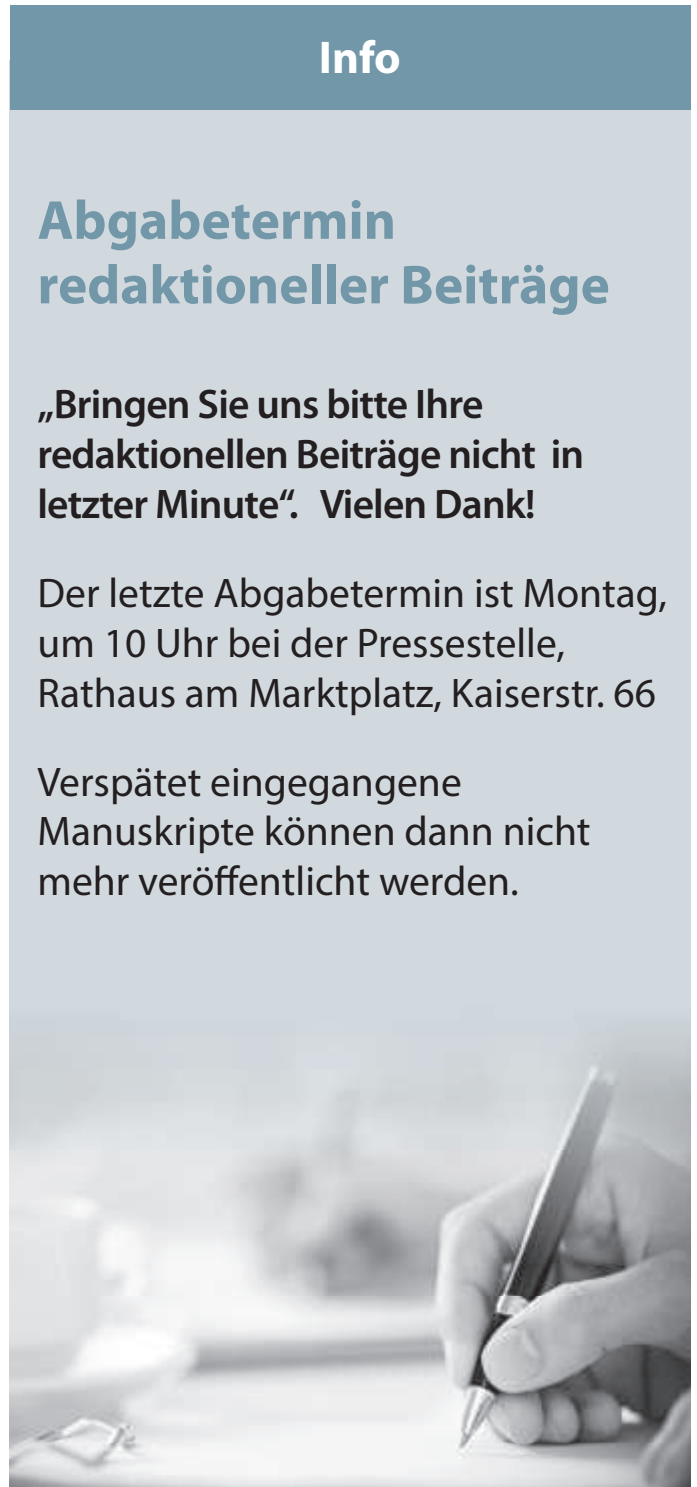 Info
Abgabetermin
redaktioneller Beiträge
„Bringen Sie uns bitte Ihre
redaktionellen Beiträge nicht in
letzter Minute“. Vielen Dank!
Der letzte Abgabetermin ist Montag,
um 10 Uhr bei der Pressestelle,
Rathaus am Marktplatz, Kaiserstr. 66
Verspätet eingegangene
Manuskripte können dann nicht
mehr veröffentlicht werden.